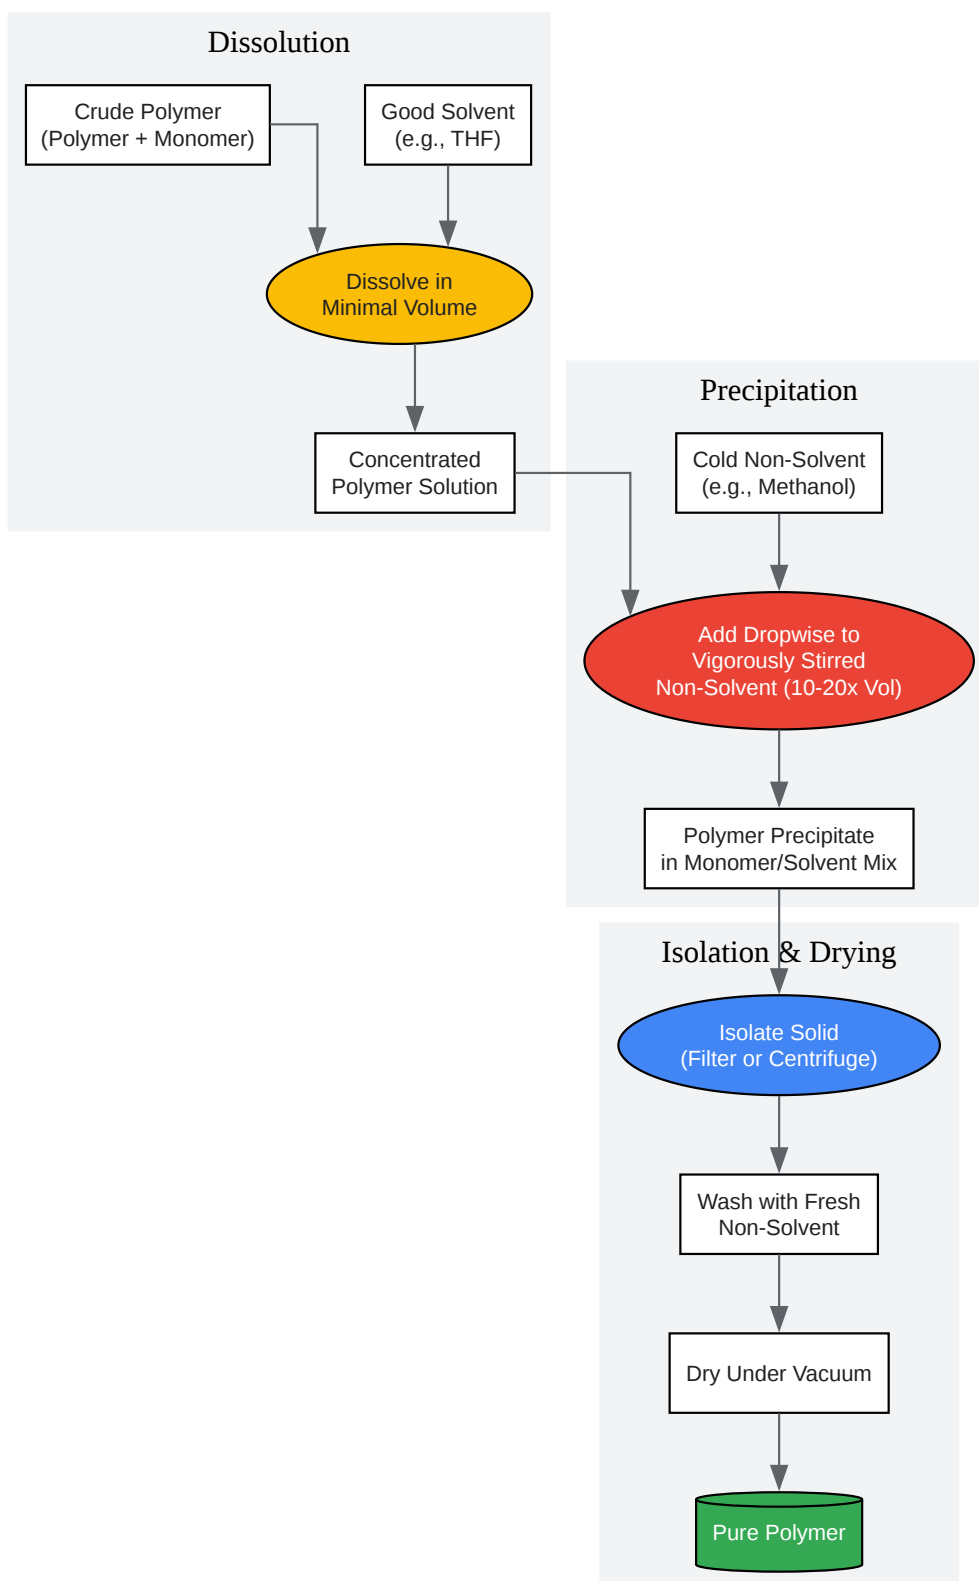 Dissolution
Crude Polymer
(Polymer + Monomer)
Good Solvent
(e.g., THF)
Dissolve in
Minimal Volume
Concentrated
Polymer Solution
Precipitation
Cold Non-Solvent
(e.g., Methanol)
Add Dropwise to
Vigorously Stirred
Non-Solvent (10-20x Vol)
Polymer Precipitate
in Monomer/Solvent Mix
Isolation & Drying
Isolate Solid
(Filter or Centrifuge)
Wash with Fresh
Non-Solvent
Dry Under Vacuum
Pure Polymer